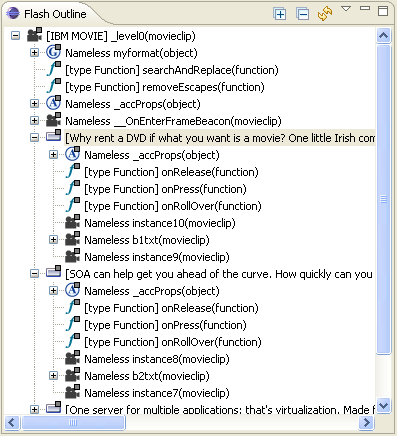 Flash Outline
[IBM MOVIE] _level0(movieclip)
Nameless myformat(object)
[type Function] searchAndReplace(function)
[type Function] removeEscapes(function)
Nameless _accProps(object)
Nameless __OnEnterFrameBeacon(movieclip)
[Why rent a DVD if what you want is a movie? One little Irish com
Nameless _accProps(object)
[type Function] onRelease(function)
[type Function] onPress(function)
[type Function] onRollOver(function)
Nameless instance10(movieclip)
Nameless b1txt(movieclip)
Nameless instance9(movieclip)
[SOA can help get you ahead of the curve. How quickly can you
Nameless _accProps(object)
[type Function] onRelease(function)
[type Function] onPress(function)
[type Function] onRollOver(function)
Nameless instance8(movieclip)
Nameless b2txt(movieclip)
Nameless instance7(movieclip)
[One server for multiple applications: that's virtualization. Made f